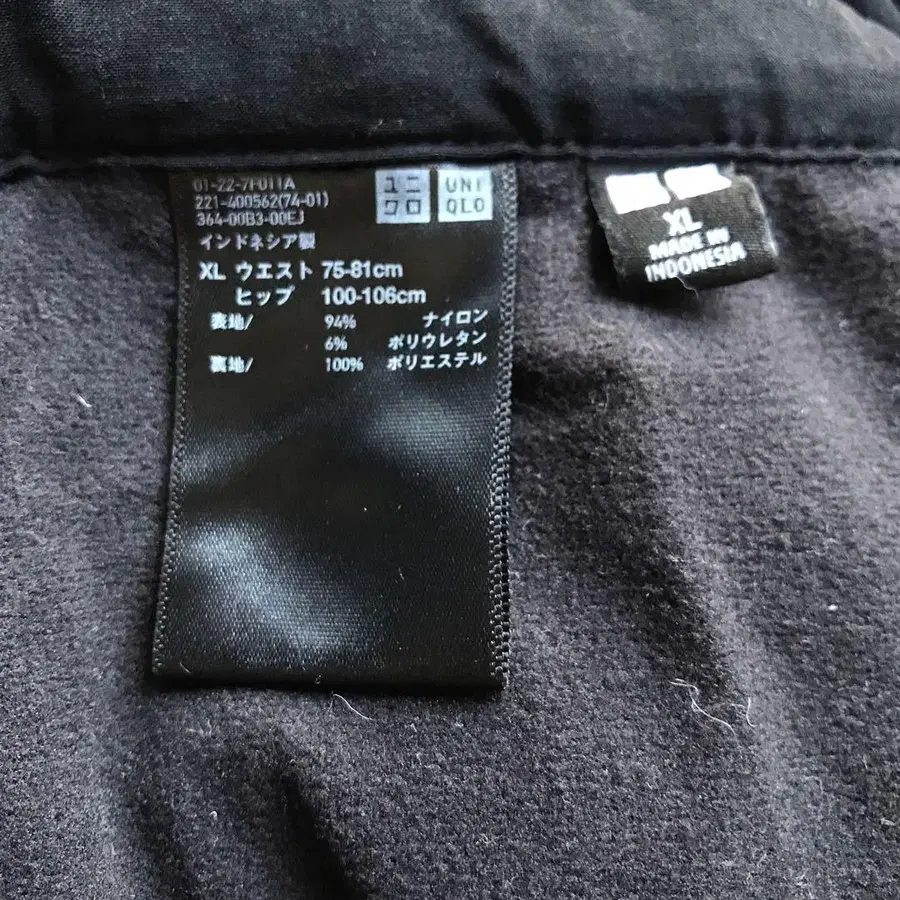 01-22-7F011A
221-400562(74-01)
364-00B3-00EJ
ユニ
クロ
UNI
QLO
インドネシア製
XL ウエスト 75-81cm
ヒップ 100-106cm
表地/ 94% ナイロン
6% ポリウレタン
裏地/ 100% ポリエステル
XL
MADE IN
INDONESIA